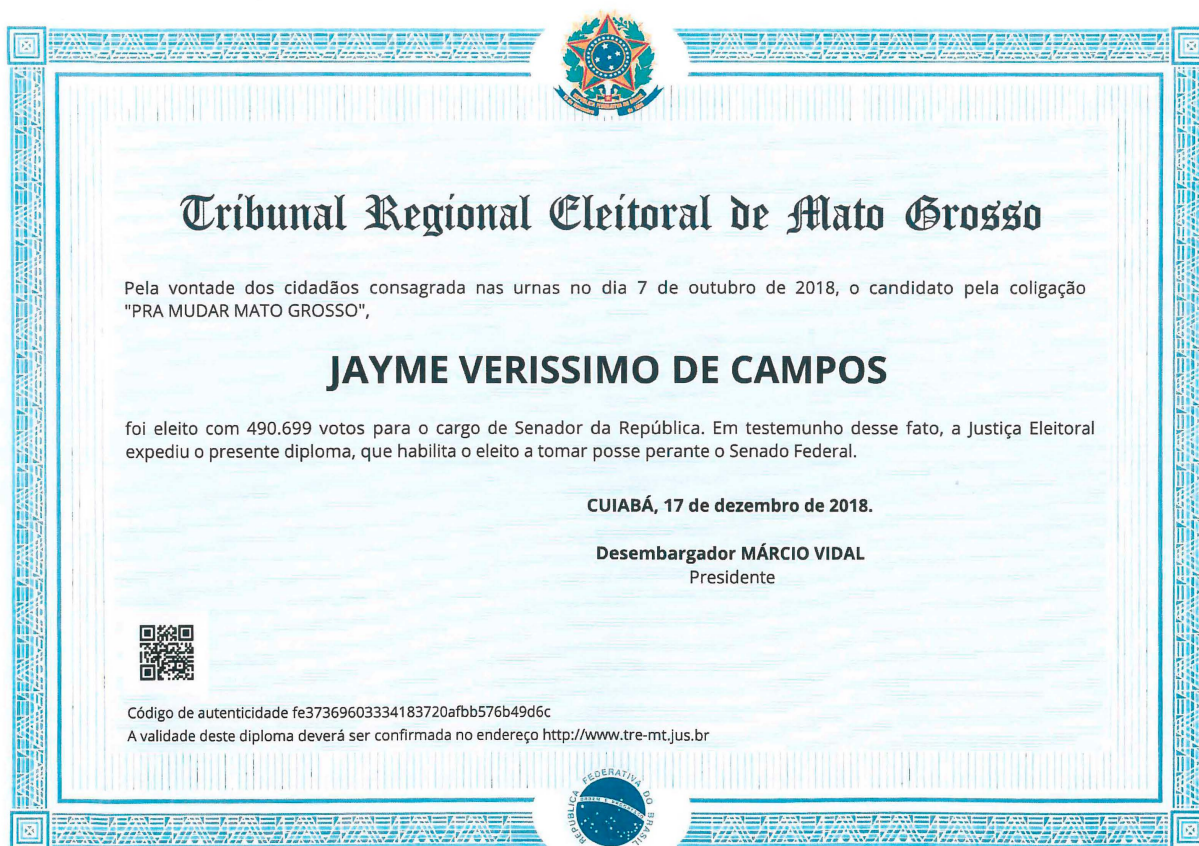 Tribunal Regional Eleitoral de Mato Grosso
Pela vontade dos cidadãos consagrada nas urnas no dia 7 de outubro de 2018, o candidato pela coligação
"PRA MUDAR MATO GROSSO",
JAYME VERISSIMO DE CAMPOS
foi eleito com 490.699 votos para o cargo de Senador da República. Em testemunho desse fato, a Justiça Eleitoral
expediu o presente diploma, que habilita o eleito a tomar posse perante o Senado Federal.
CUIABÁ, 17 de dezembro de 2018.
Desembargador MÁRCIO VIDAL
Presidente
Código de autenticidade fe37369603334183720afbb576b49d6c
A validade deste diploma deverá ser confirmada no endereço http://www.tre-mt.jus.br
REPÚBLICA FEDERATIVA DO BRASIL
ORDEM E PROGRESSO